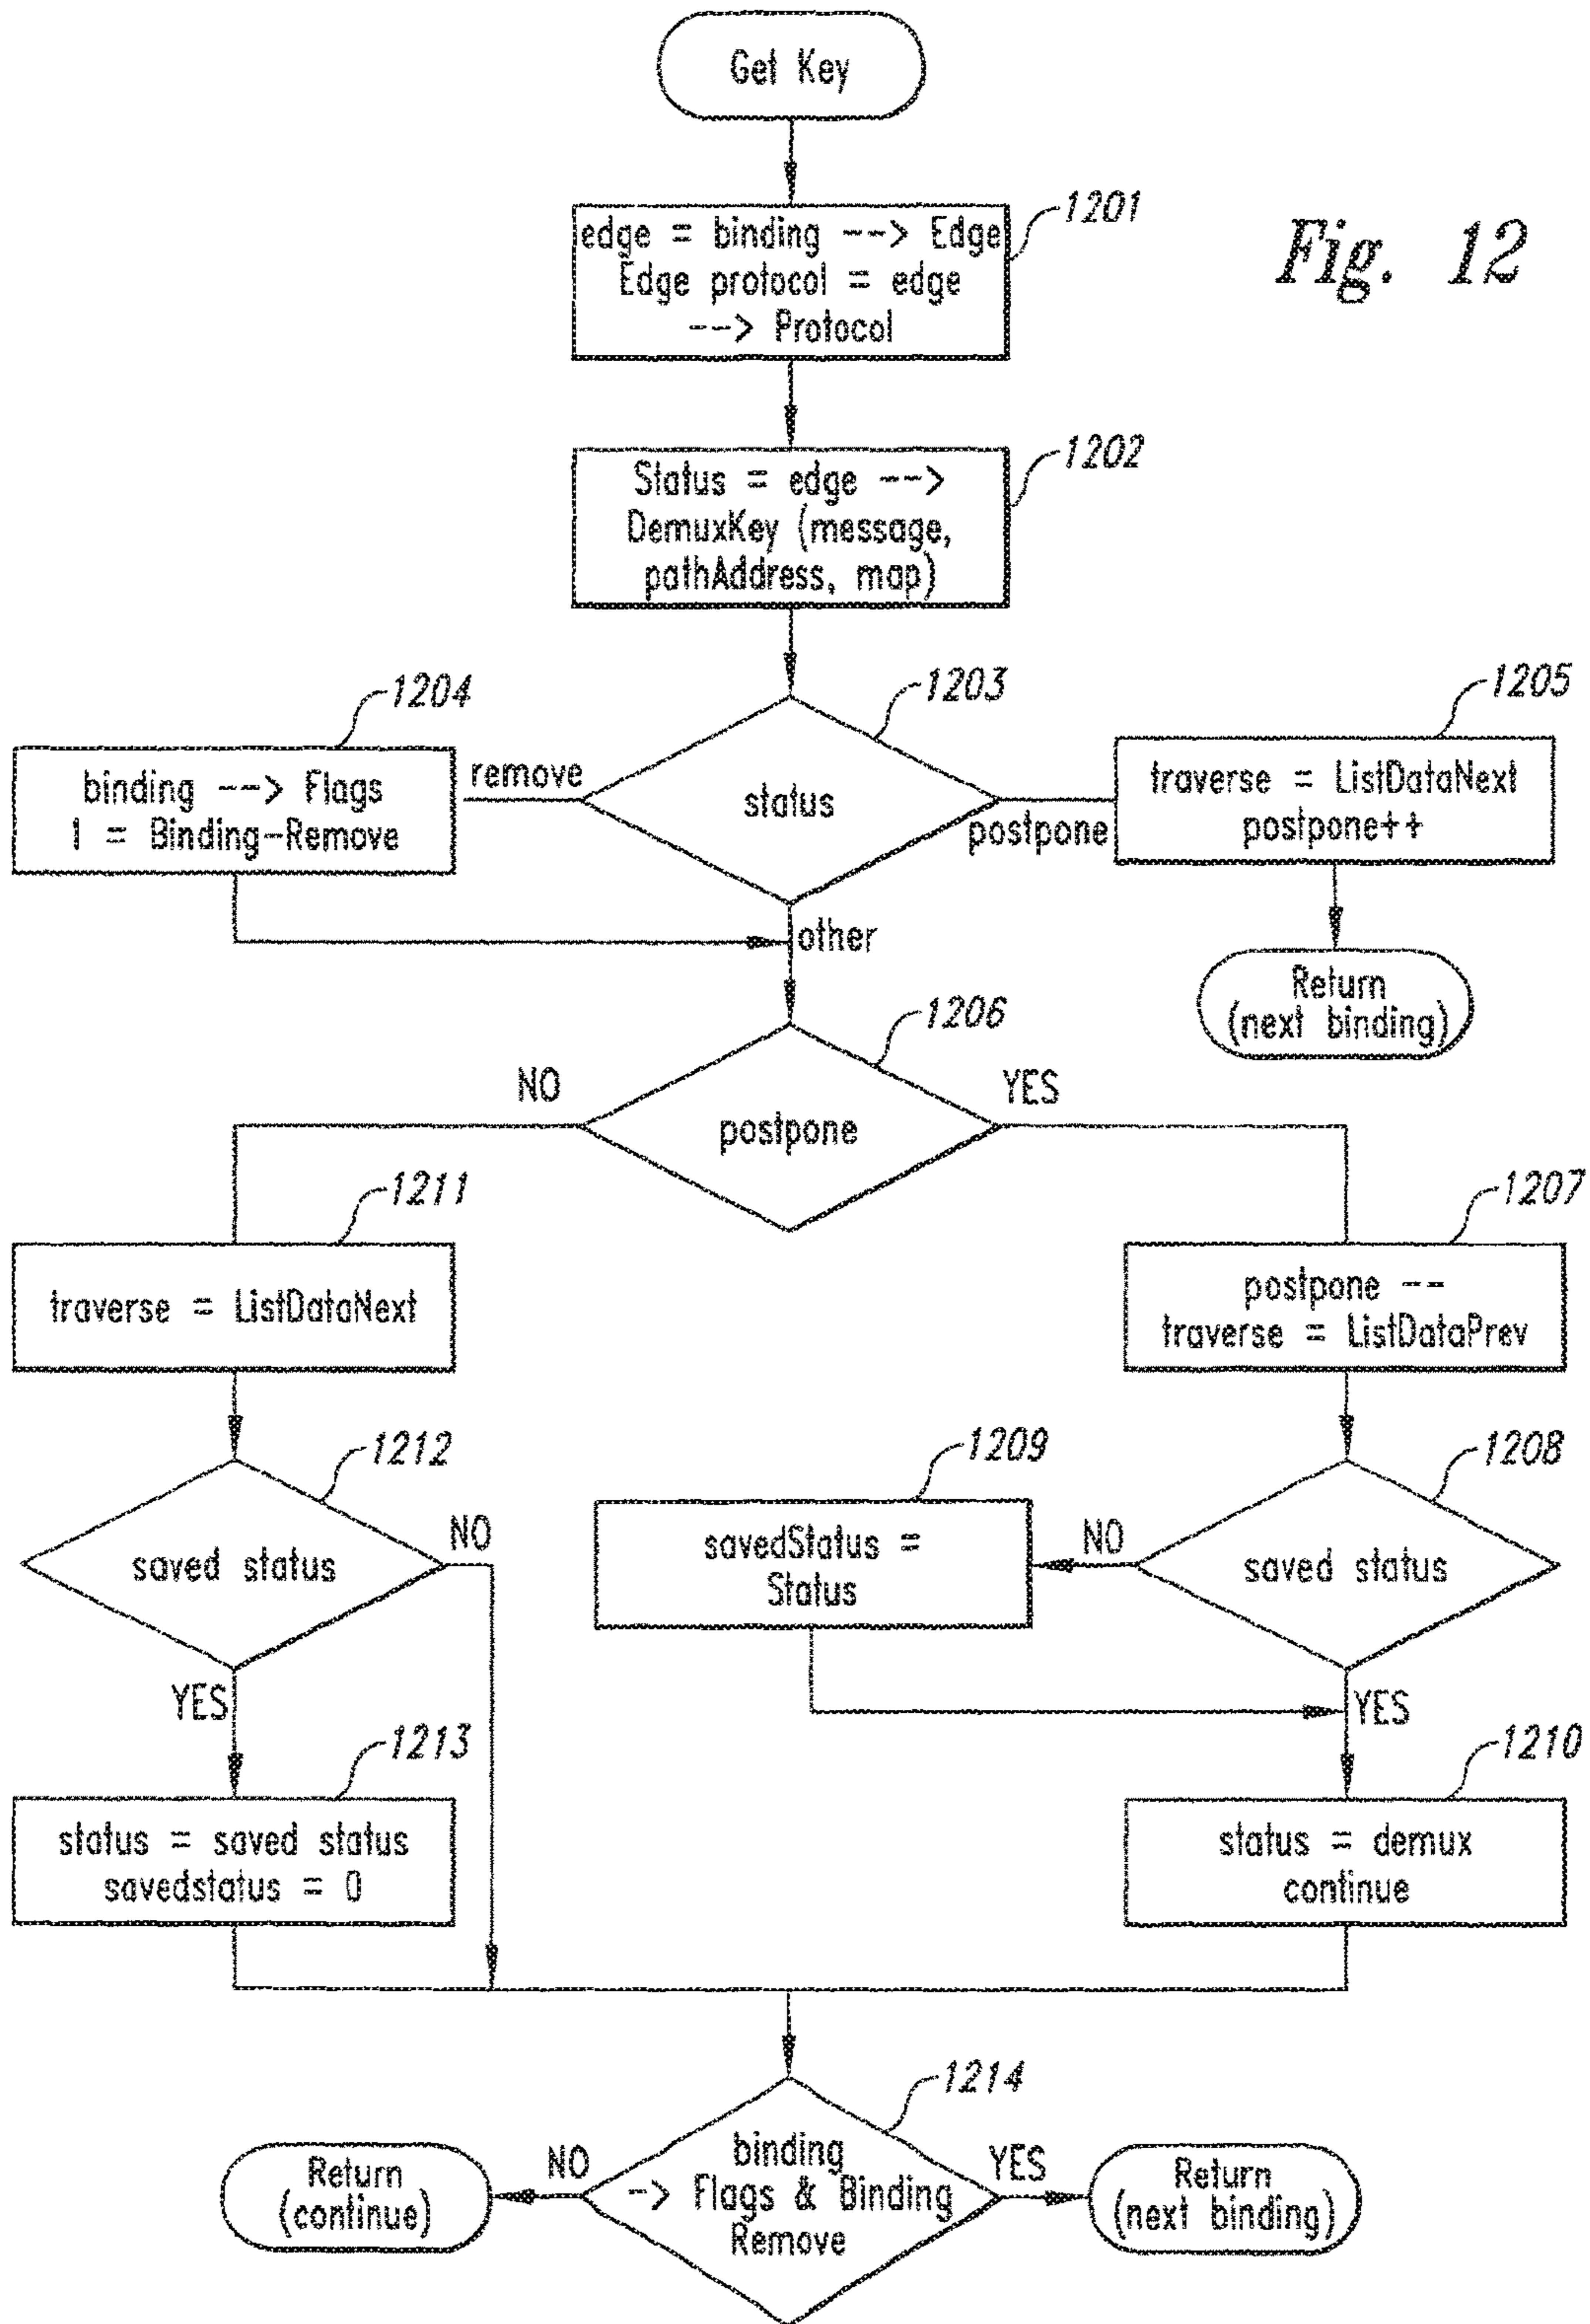 Get Key
1201
edge = binding --> Edge
Edge protocol = edge
--> Protocol
Fig. 12
1202
Status = edge -->
DemuxKey (message,
pathAddress, map)
1204
1203
1205
binding --> Flags
1 = Binding-Remove
remove
status
postpone
traverse = ListDataNext
postpone++
other
Return
(next binding)
1206
NO
YES
postpone
1211
1207
traverse = ListDataNext
postpone --
traverse = ListDataPrev
1212
1209
1208
saved status
NO
savedStatus =
Status
NO
saved status
YES
YES
1213
1210
status = saved status
savedstatus = 0
status = demux
continue
1214
Return
(continue)
NO
binding
-> Flags & Binding
Remove
YES
Return
(next binding)